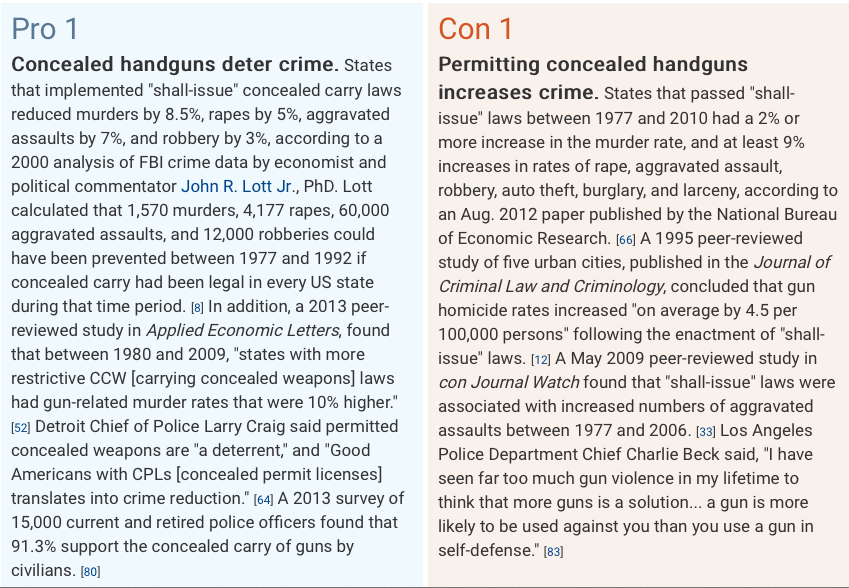 Pro 1
Concealed handguns deter crime. States
that implemented "shall-issue" concealed carry laws
reduced murders by 8.5%, rapes by 5%, aggravated
assaults by 7%, and robbery by 3%, according to a
2000 analysis of FBI crime data by economist and
political commentator John R. Lott Jr., PhD. Lott
calculated that 1,570 murders, 4,177 rapes, 60,000
aggravated assaults, and 12,000 robberies could
have been prevented between 1977 and 1992 if
concealed carry had been legal in every US state
during that time period. [8] In addition, a 2013 peer-
reviewed study in Applied Economic Letters, found
that between 1980 and 2009, "states with more
restrictive CCW [carrying concealed weapons] laws
had gun-related murder rates that were 10% higher."
[52] Detroit Chief of Police Larry Craig said permitted
concealed weapons are "a deterrent," and "Good
Americans with CPLs [concealed permit licenses]
translates into crime reduction." [64] A 2013 survey of
15,000 current and retired police officers found that
91.3% support the concealed carry of guns by
civilians. [80]
Con 1
Permitting concealed handguns
increases crime. States that passed "shall-
issue" laws between 1977 and 2010 had a 2% or
more increase in the murder rate, and at least 9%
increases in rates of rape, aggravated assault,
robbery, auto theft, burglary, and larceny, according to
an Aug. 2012 paper published by the National Bureau
of Economic Research. [66] A 1995 peer-reviewed
study of five urban cities, published in the Journal of
Criminal Law and Criminology, concluded that gun
homicide rates increased "on average by 4.5 per
100,000 persons" following the enactment of "shall-
issue" laws. [12] A May 2009 peer-reviewed study in
con Journal Watch found that "shall-issue" laws were
associated with increased numbers of aggravated
assaults between 1977 and 2006. [33] Los Angeles
Police Department Chief Charlie Beck said, "I have
seen far too much gun violence in my lifetime to
think that more guns is a solution... a gun is more
likely to be used against you than you use a gun in
self-defense." [83]